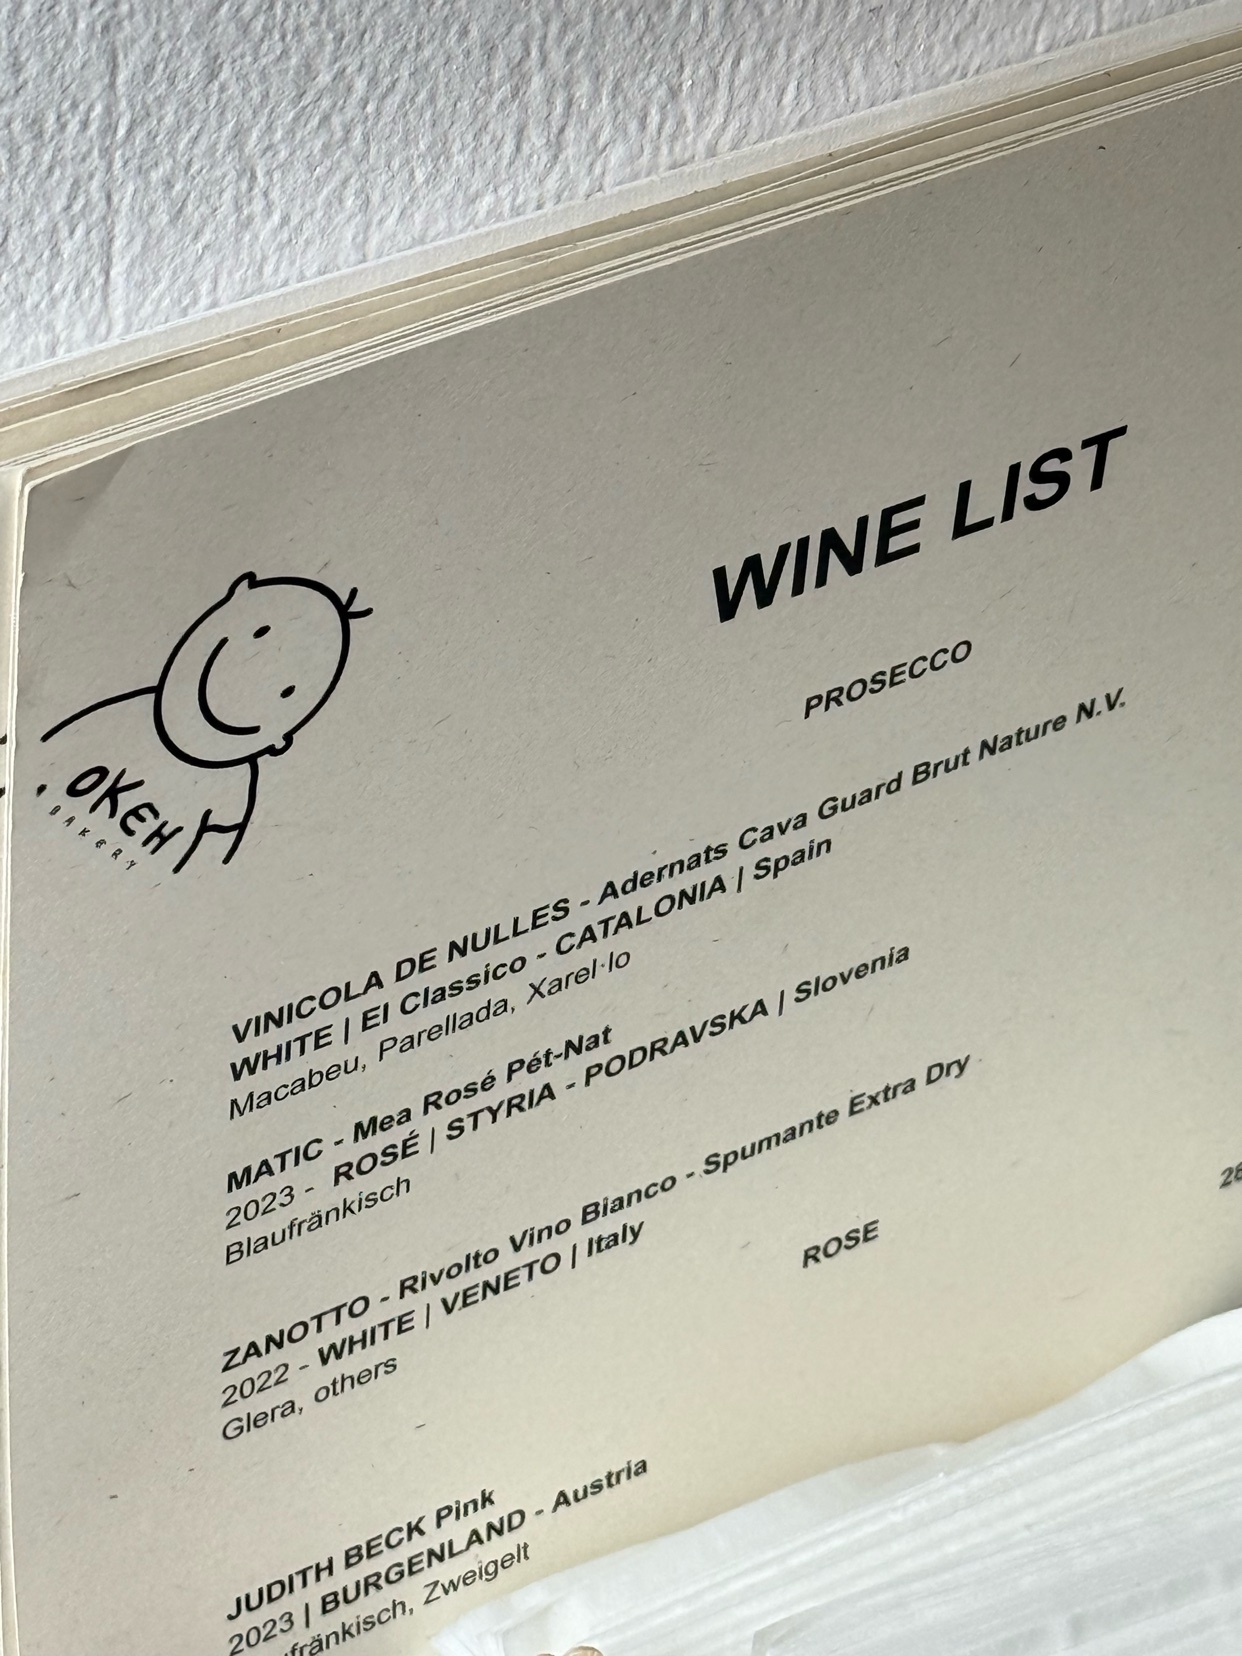 WINE LIST
OKEH
BAKERY
PROSECCO
VINICOLA DE NULLES - Adernats Cava Guard Brut Nature N.V.
WHITE | El Classico - CATALONIA | Spain
Macabeu, Parellada, Xarel·lo
MATIC - Mea Rosé Pét-Nat
2023 - ROSÉ | STYRIA - PODRAVSKA | Slovenia
Blaufränkisch
ZANOTTO - Rivolto Vino Bianco - Spumante Extra Dry
2022 - WHITE | VENETO | Italy
Glera, others
ROSE
JUDITH BECK Pink
2023 | BURGENLAND - Austria
Zweigelt